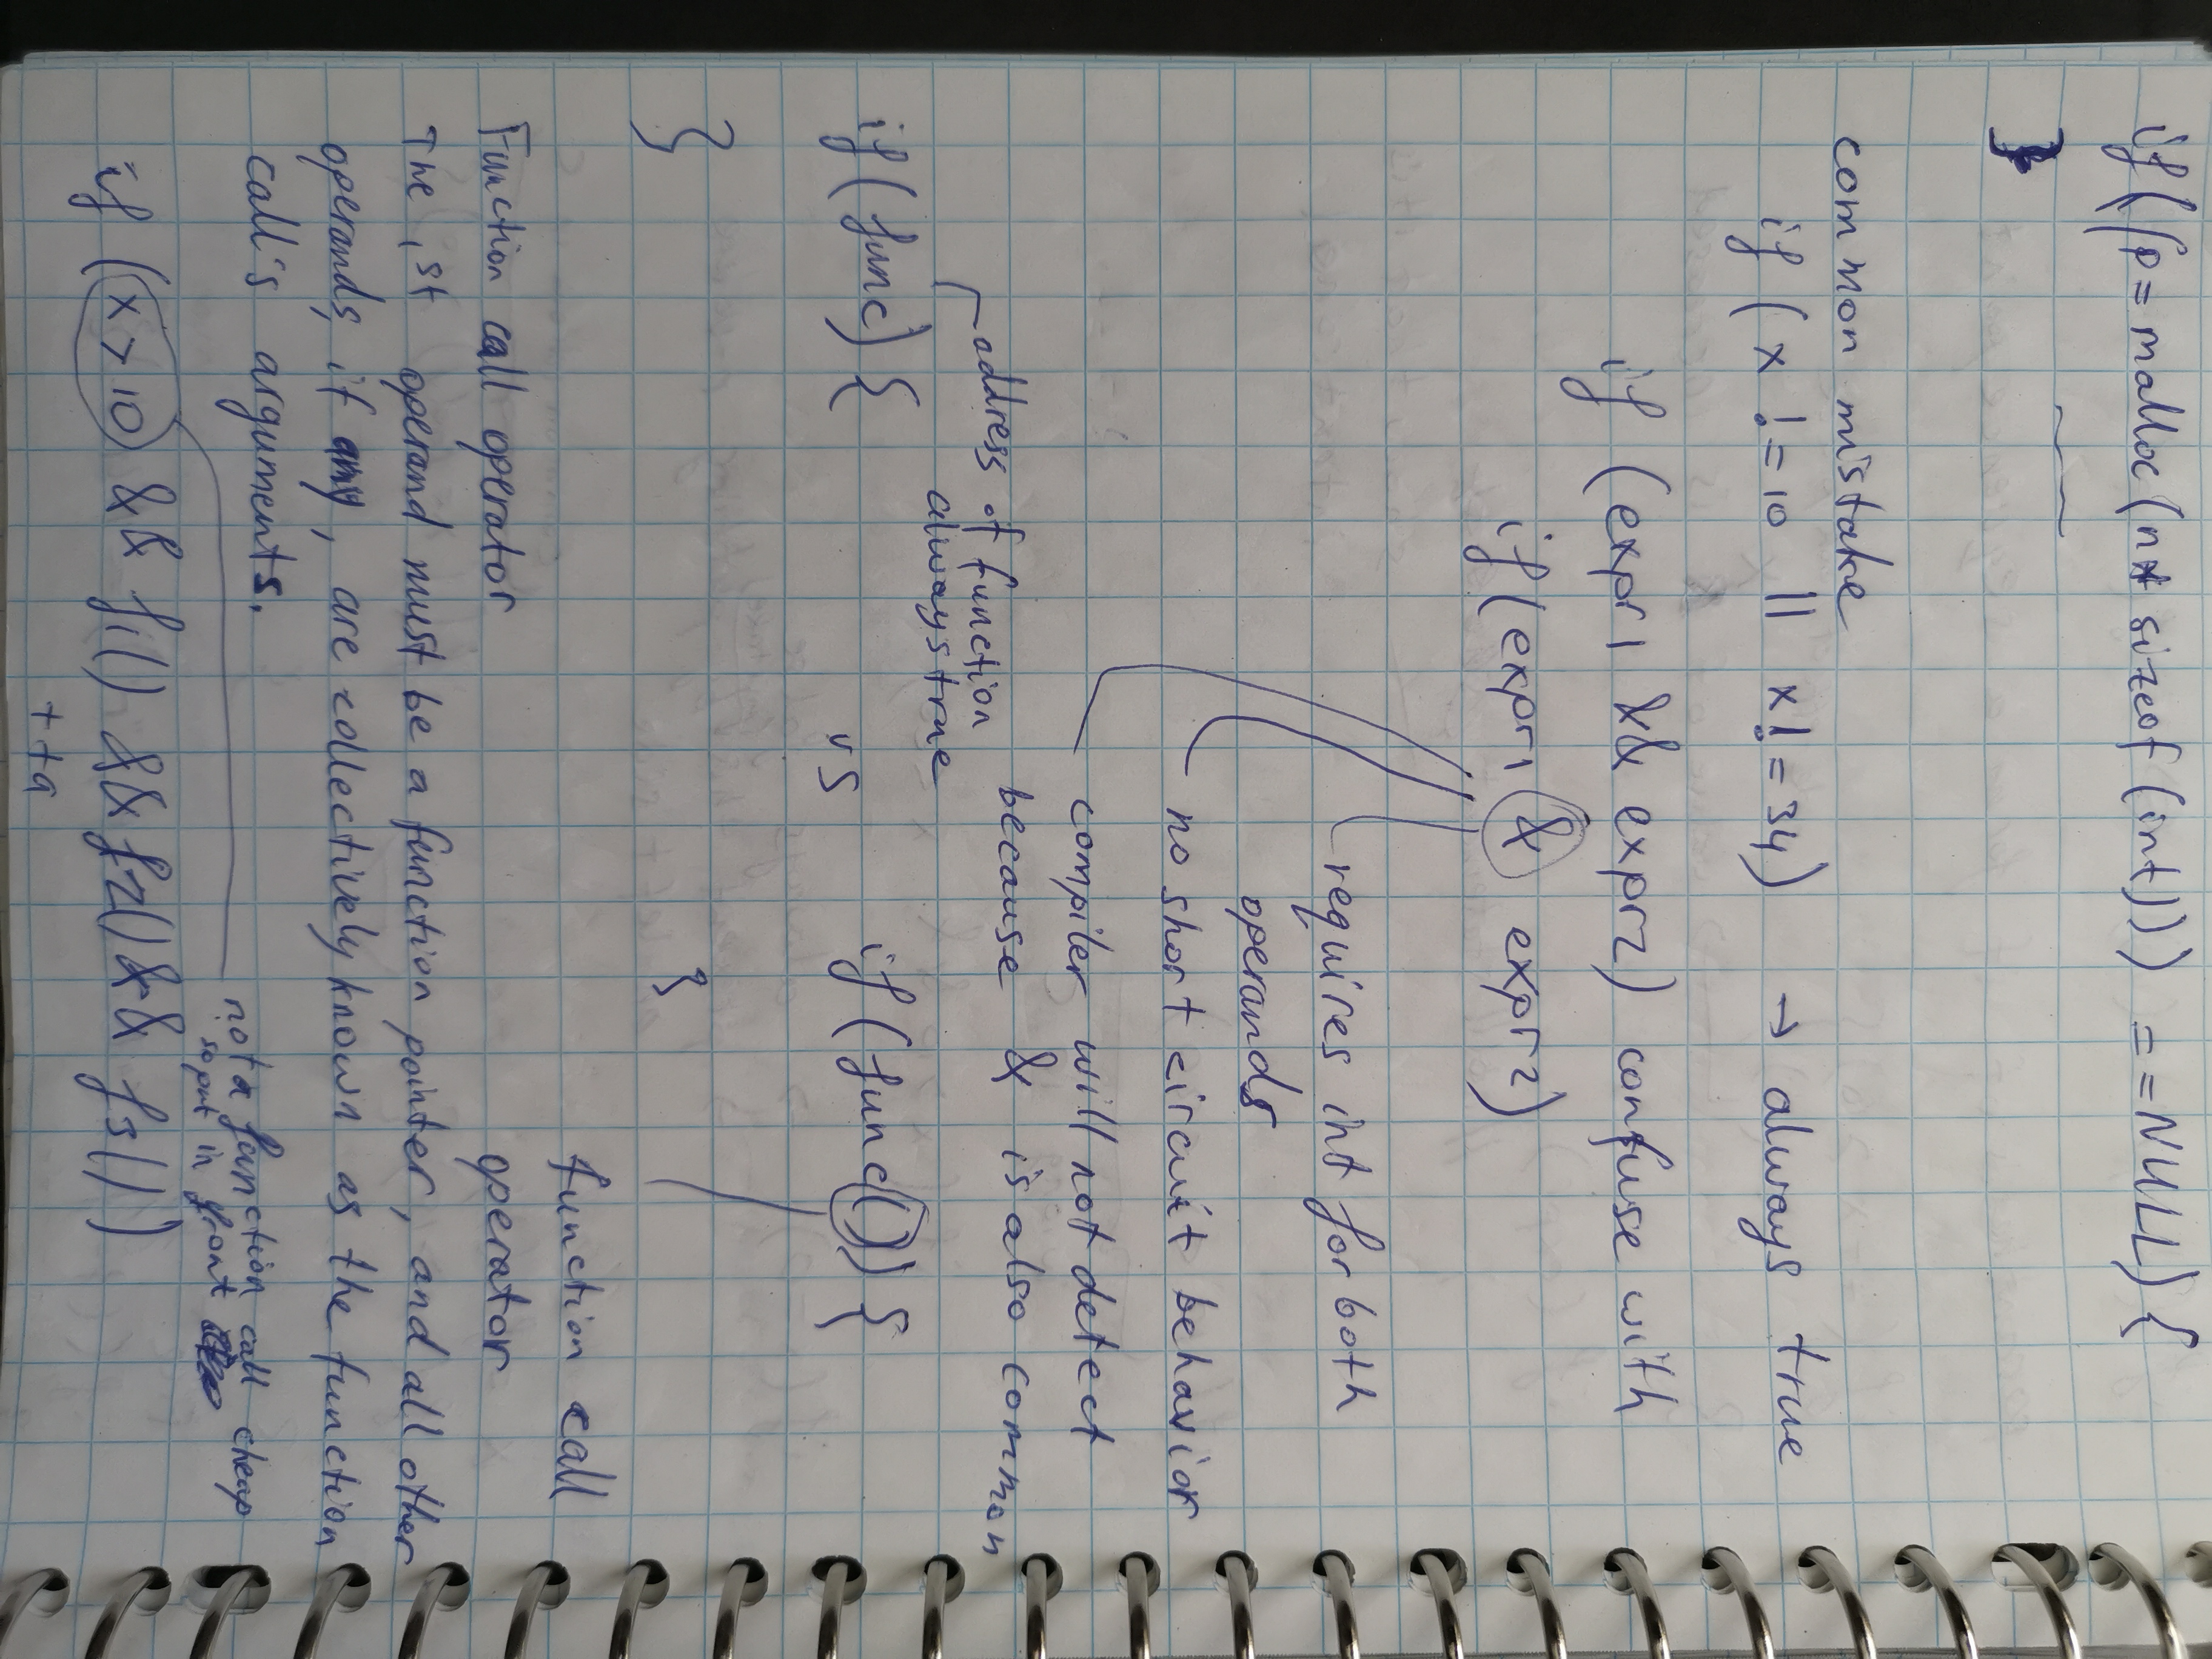 if((p = malloc(n* sizeof(int))) == NULL) {
}
common mistake
if (x != 10 || x != 34) → always true
if (expr1 && expr2) confuse with
if(expr1 & expr2)
requires int for both
operands
no short circuit behavior
compiler will not detect
because & is also common
address of function
always true
if(func) { vs if(func()) {
} }
function call
operator
Function call operator
The 1st operand must be a function pointer, and all other
operands, if any, are collectively known as the function
call's arguments.
not a function call cheap
so put in front
if (x > 10 && f1() && f2() && f3())
++a